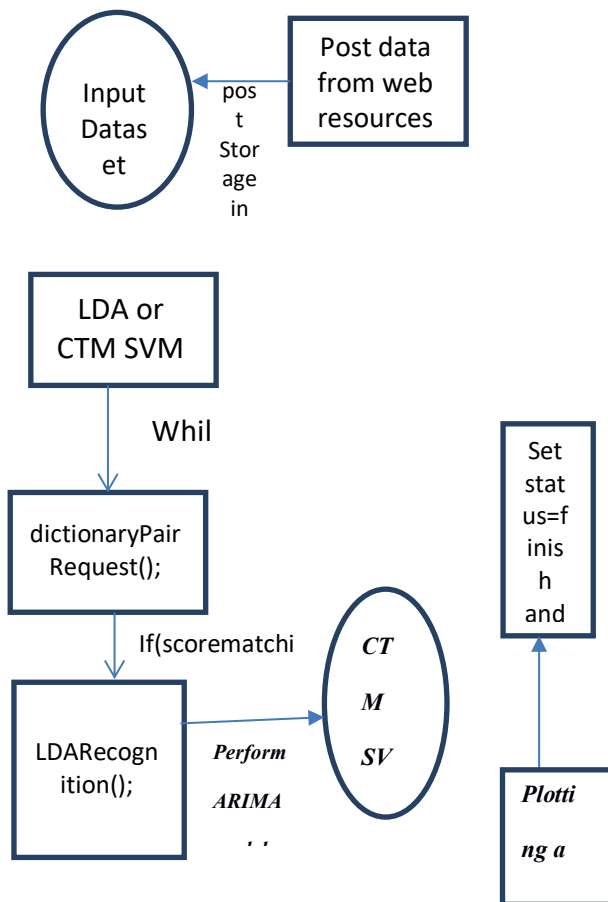 Post data
from web
resources
Input
Datas
et
pos
t
Stor
age
in
LDA or
CTM SVM
Whil
dictionaryPair
Request();
If(scorematchi
LDARecogn
ition();
Perform
ARIMA
CT
M
SV
Set
stat
us=f
inis
h
and
Plotti
ng a